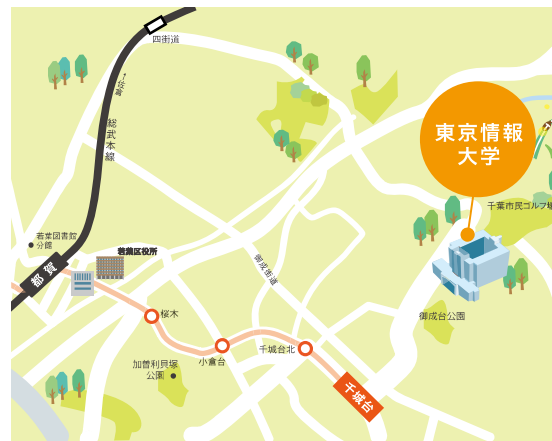 四街道
←佐倉
総武本線
東京情報
大学
千葉市民ゴルフ場
若葉図書館
分館
若葉区役所
都賀
御成街道
桜木
小倉台
千城台北
御成台公園
加曽利貝塚
公園
千城台